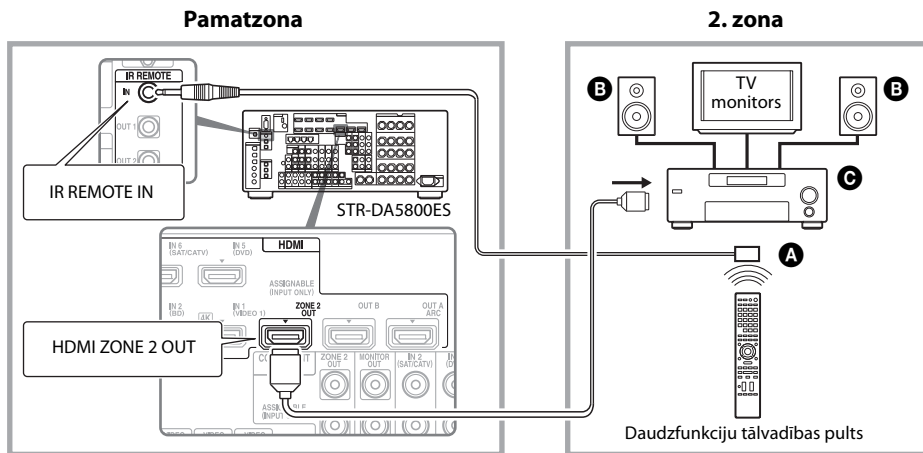 Pamatzona
2. zona
IR REMOTE
IN
OUT 1
OUT 2
IR REMOTE IN
STR-DA5800ES
B
TV
monitors
B
C
A
IN 6
(SAT/CATV)
IN 5
(DVD)
HDMI
ASSIGNABLE
(INPUT ONLY)
IN 2
(BD)
4K
IN 1
(VIDEO 1)
ZONE 2
OUT
OUT B
OUT A
ARC
HDMI ZONE 2 OUT
ZONE 2
OUT
MONITOR
OUT
IN 2
(SAT/CATV)
Daudzfunkciju tālvadības pults